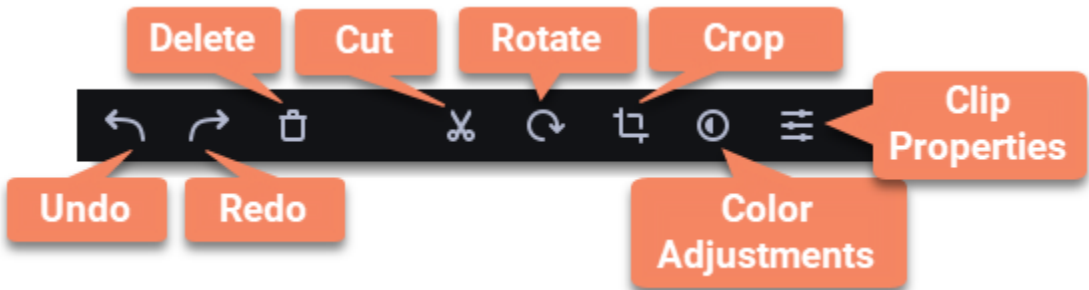 Delete
Cut
Rotate
Crop
Clip
Properties
Undo
Redo
Color
Adjustments